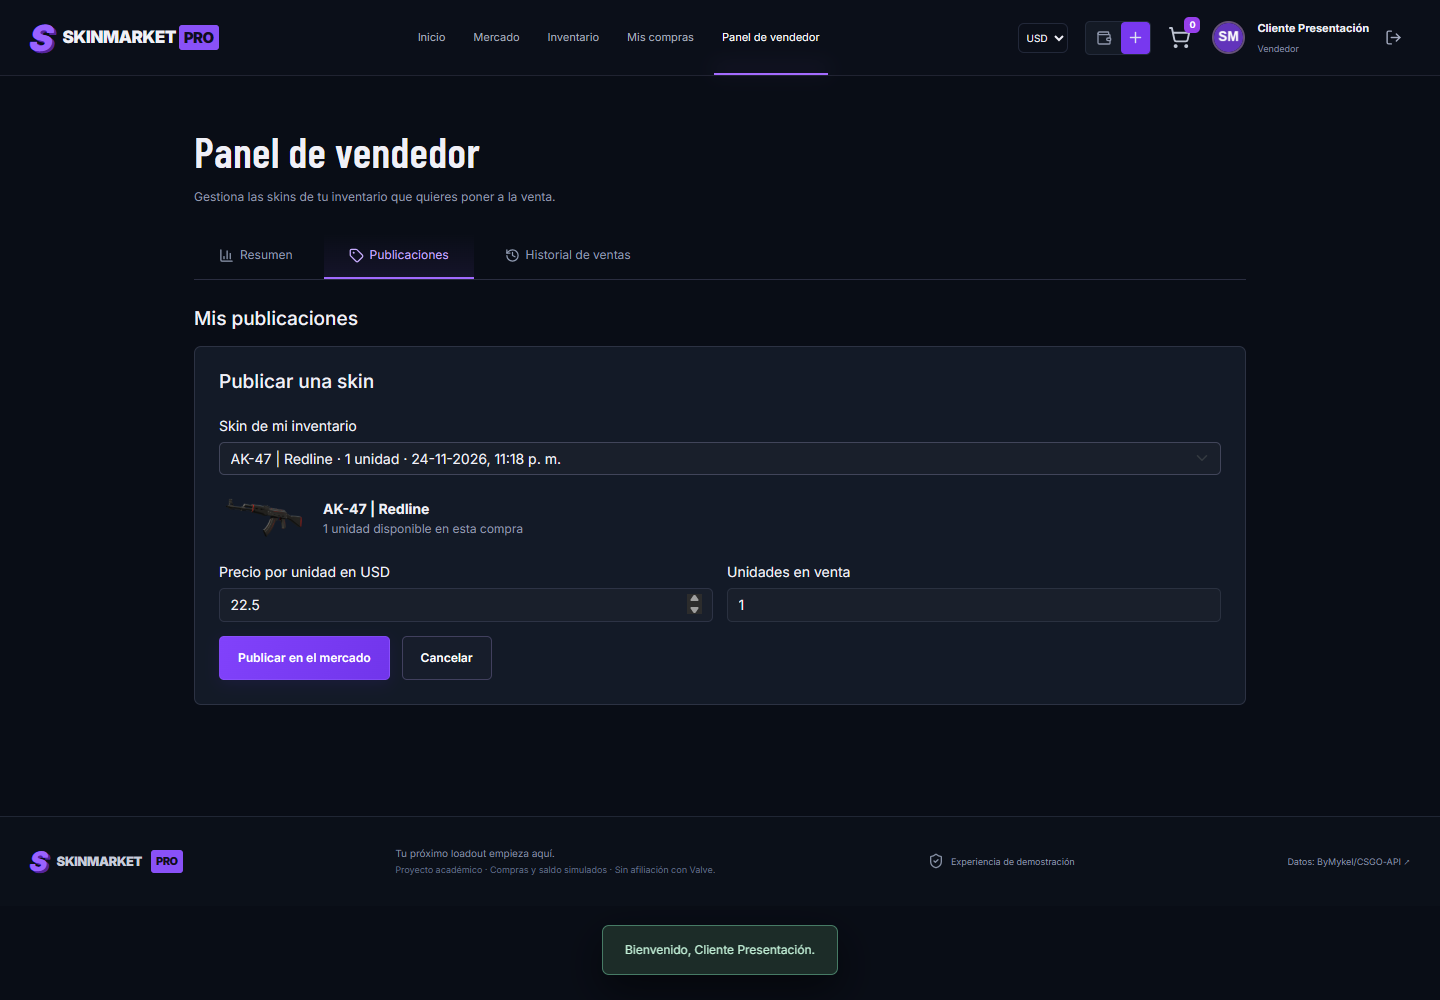 SKINMARKET PRO
Inicio
Mercado
Inventario
Mis compras
Panel de vendedor
USD
0
SM
Cliente Presentación
Vendedor
Panel de vendedor
Gestiona las skins de tu inventario que quieres poner a la venta.
Resumen
Publicaciones
Historial de ventas
Mis publicaciones
Publicar una skin
Skin de mi inventario
AK-47 | Redline · 1 unidad · 24-11-2026, 11:18 p. m.
AK-47 | Redline
1 unidad disponible en esta compra
Precio por unidad en USD
Unidades en venta
22.5
1
Publicar en el mercado
Cancelar
SKINMARKET PRO
Tu próximo loadout empieza aquí.
Proyecto académico · Compras y saldo simulados · Sin afiliación con Valve.
Experiencia de demostración
Datos: ByMykel/CSGO-API ↗
Bienvenido, Cliente Presentación.